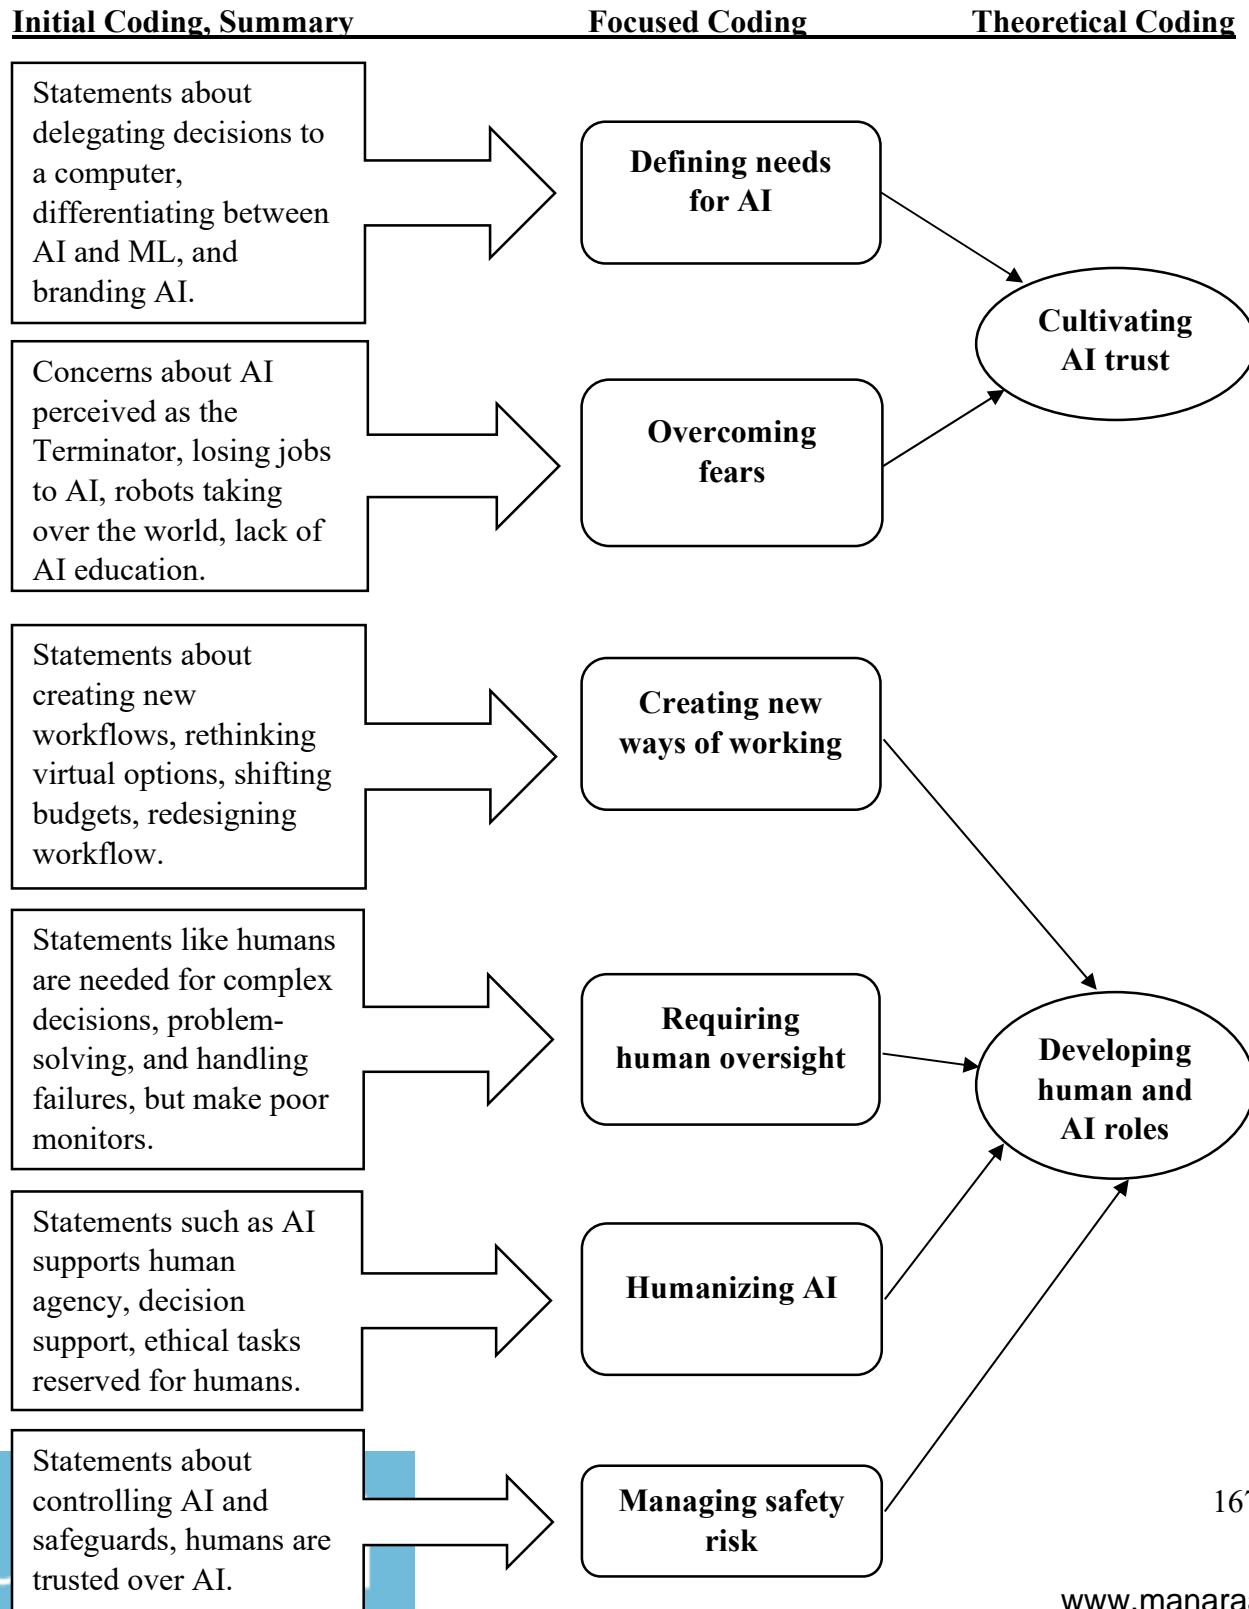 Initial Coding, Summary Focused Coding Theoretical Coding
Statements about
delegating decisions to
a computer,
differentiating between
AI and ML, and
branding AI.
Defining needs
for AI
Cultivating
AI trust
Concerns about AI
perceived as the
Terminator, losing jobs
to AI, robots taking
over the world, lack of
AI education.
Overcoming
fears
Statements about
creating new
workflows, rethinking
virtual options, shifting
budgets, redesigning
workflow.
Creating new
ways of working
Statements like humans
are needed for complex
decisions, problem-
solving, and handling
failures, but make poor
monitors.
Requiring
human oversight
Developing
human and
AI roles
Statements such as AI
supports human
agency, decision
support, ethical tasks
reserved for humans.
Humanizing AI
Statements about
controlling AI and
safeguards, humans are
trusted over AI.
Managing safety
risk
167
www.manara